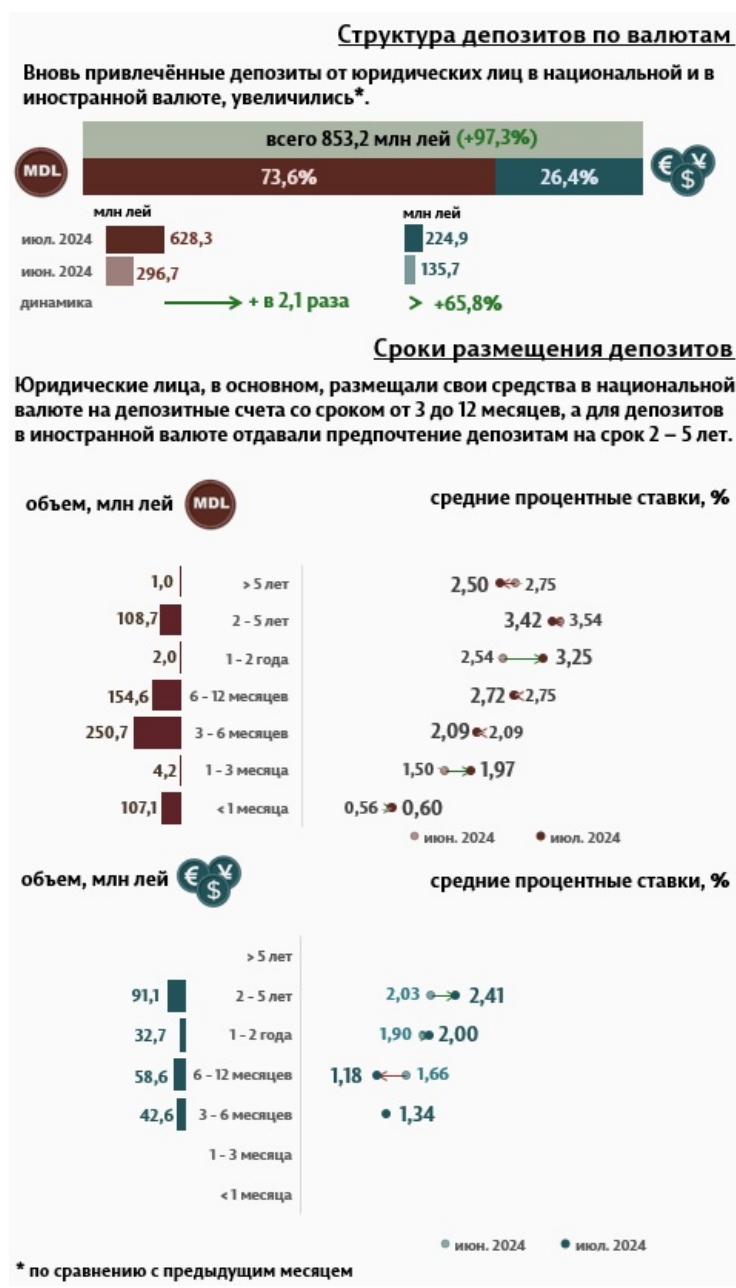 Структура депозитов по валютам
Вновь привлечённые депозиты от юридических лиц в национальной и в
иностранной валюте, увеличились*.
всего 853,2 млн лей (+97,3%)
MDL 73,6% 26,4% € ¥ $
млн лей млн лей
июл. 2024 628,3 224,9
июн. 2024 296,7 135,7
динамика + в 2,1 раза > +65,8%
Сроки размещения депозитов
Юридические лица, в основном, размещали свои средства в национальной
валюте на депозитные счета со сроком от 3 до 12 месяцев, а для депозитов
в иностранной валюте отдавали предпочтение депозитам на срок 2 – 5 лет.
объем, млн лей MDL средние процентные ставки, %
1,0 > 5 лет 2,50 2,75
108,7 2 - 5 лет 3,42 3,54
2,0 1 - 2 года 2,54 3,25
154,6 6 - 12 месяцев 2,72 2,75
250,7 3 - 6 месяцев 2,09 2,09
4,2 1 - 3 месяца 1,50 1,97
107,1 < 1 месяца 0,56 0,60
июн. 2024 июл. 2024
объем, млн лей € ¥ $ средние процентные ставки, %
> 5 лет
91,1 2 - 5 лет 2,03 2,41
32,7 1 - 2 года 1,90 2,00
58,6 6 - 12 месяцев 1,18 1,66
42,6 3 - 6 месяцев 1,34
1 - 3 месяца
< 1 месяца
июн. 2024 июл. 2024
* по сравнению с предыдущим месяцем